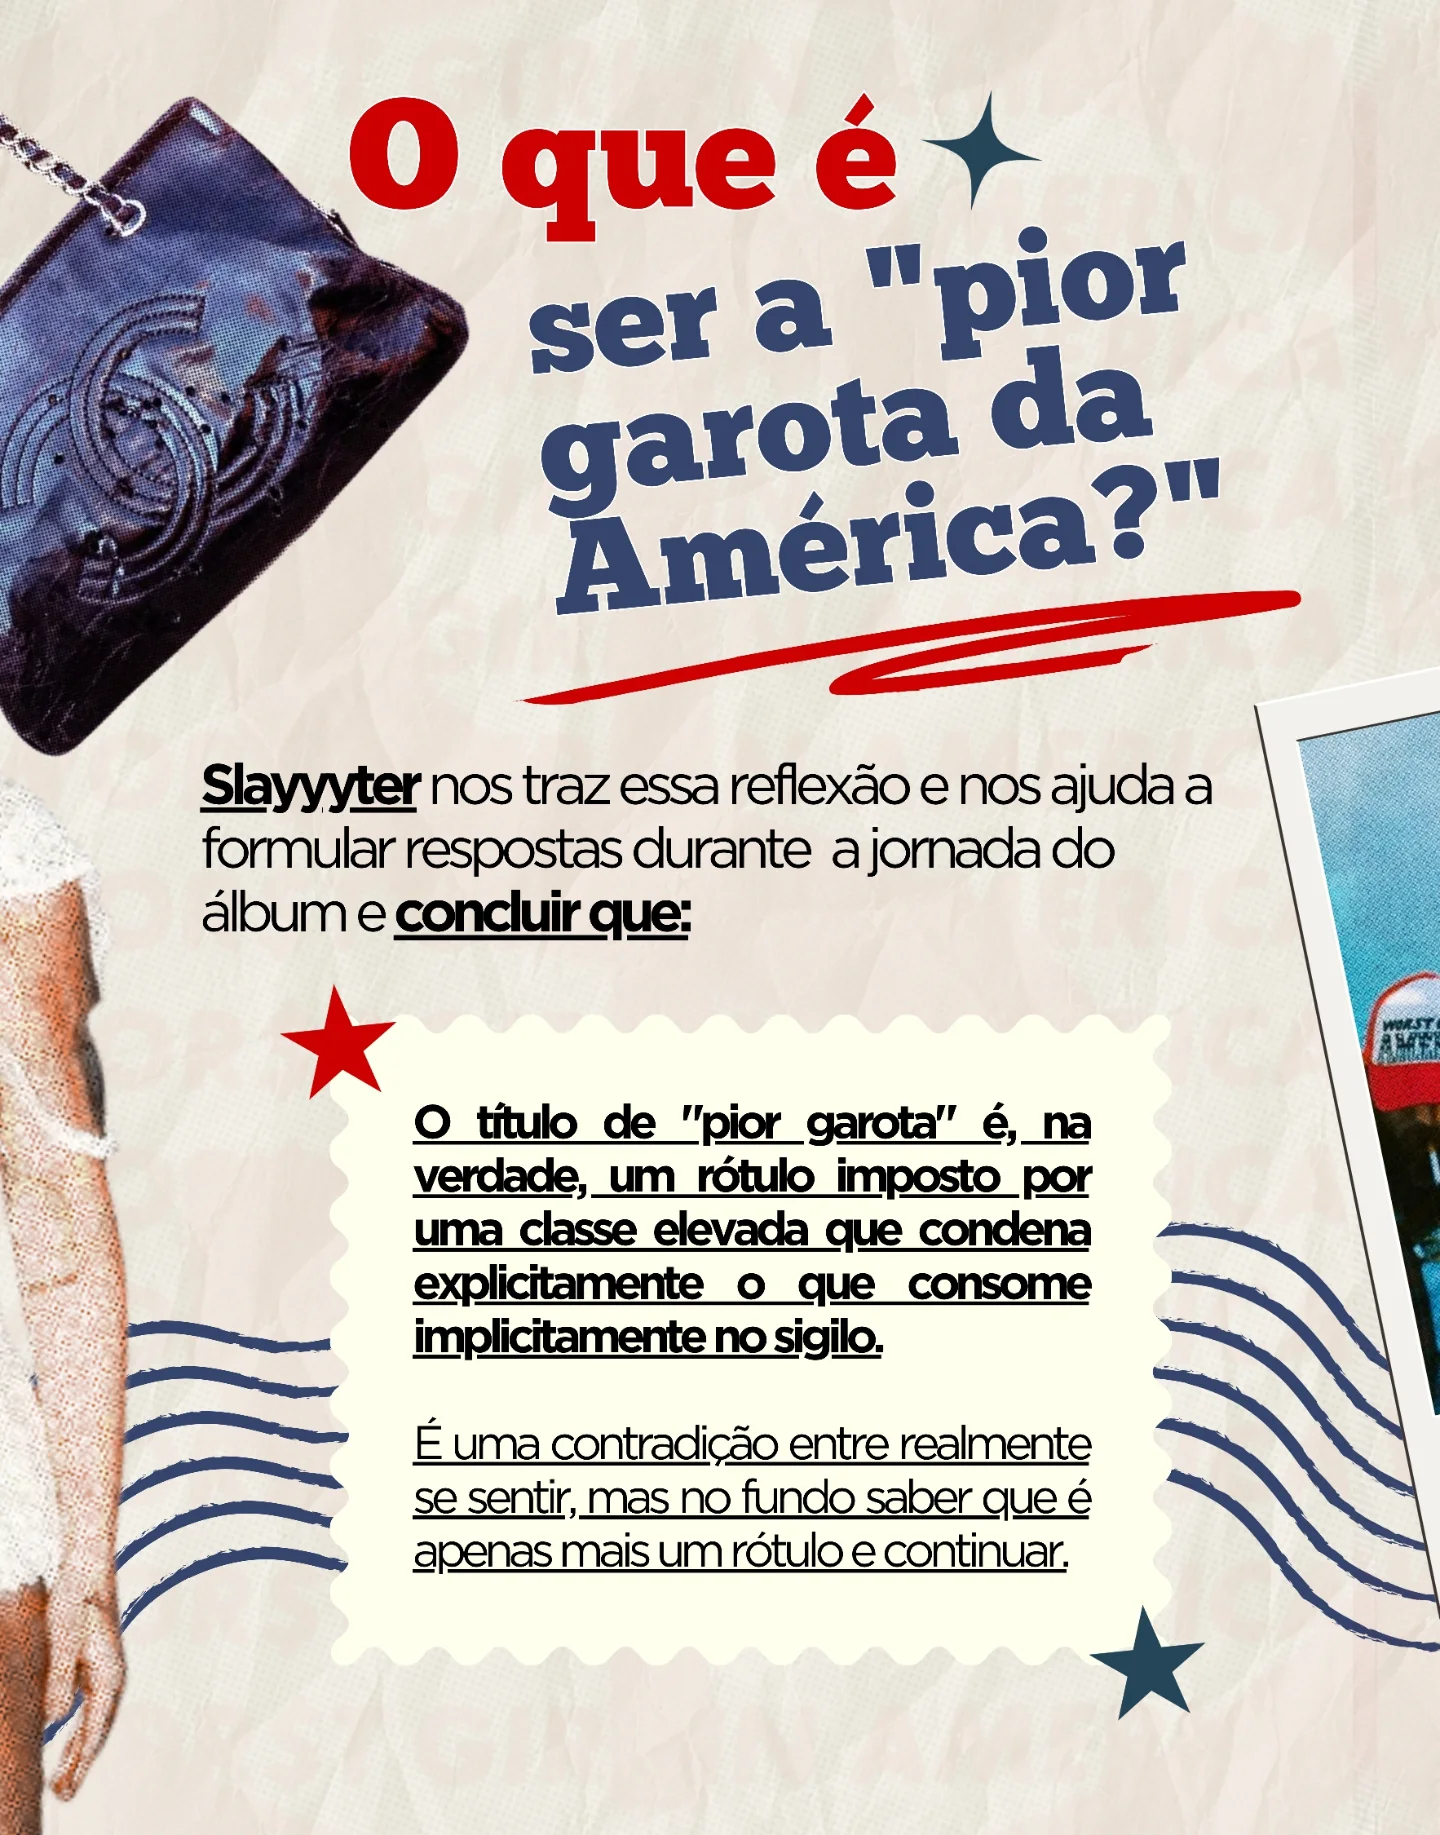 O que é
ser a "pior
garota da
América?"
Slayyyter nos traz essa reflexão e nos ajuda a
formular respostas durante a jornada do
álbum e concluir que:
WORST
AME
O título de "pior garota" é, na
verdade, um rótulo imposto por
uma classe elevada que condena
explicitamente o que consome
implicitamente no sigilo.
É uma contradição entre realmente
se sentir, mas no fundo saber que é
apenas mais um rótulo e continuar.